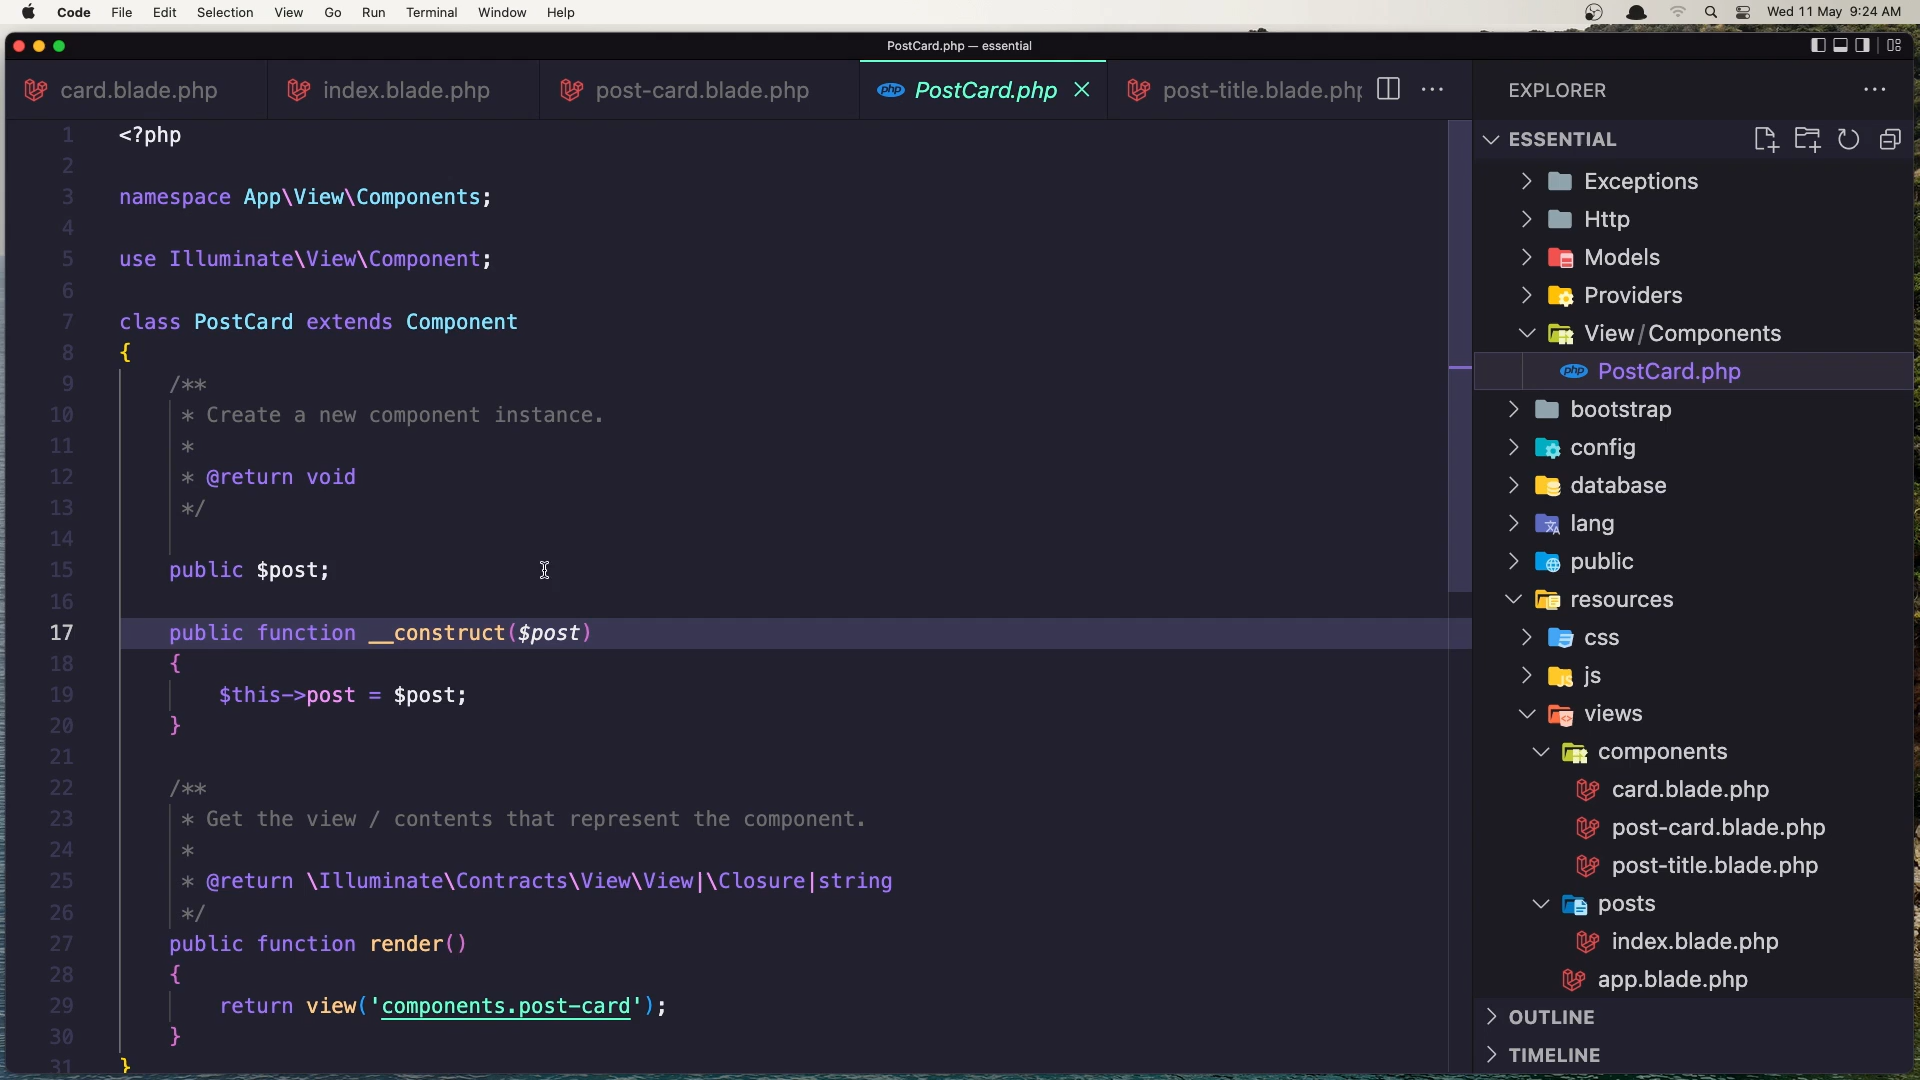 Code File Edit Selection View Go Run Terminal Window Help Wed 11 May 9:24 AM
PostCard.php — essential
card.blade.php index.blade.php post-card.blade.php php PostCard.php post-title.blade.php
EXPLORER
ESSENTIAL
Exceptions
Http
Models
Providers
View/Components
php PostCard.php
bootstrap
config
database
lang
public
resources
css
js
views
components
card.blade.php
post-card.blade.php
post-title.blade.php
posts
index.blade.php
app.blade.php
OUTLINE
TIMELINE
1 <?php
2
3 namespace App\View\Components;
4
5 use Illuminate\View\Component;
6
7 class PostCard extends Component
8 {
9 /**
10 * Create a new component instance.
11 *
12 * @return void
13 */
14
15 public $post;
16
17 public function __construct($post)
18 {
19 $this->post = $post;
20 }
21
22 /**
23 * Get the view / contents that represent the component.
24 *
25 * @return \Illuminate\Contracts\View\View|\Closure|string
26 */
27 public function render()
28 {
29 return view('components.post-card');
30 }
31 }